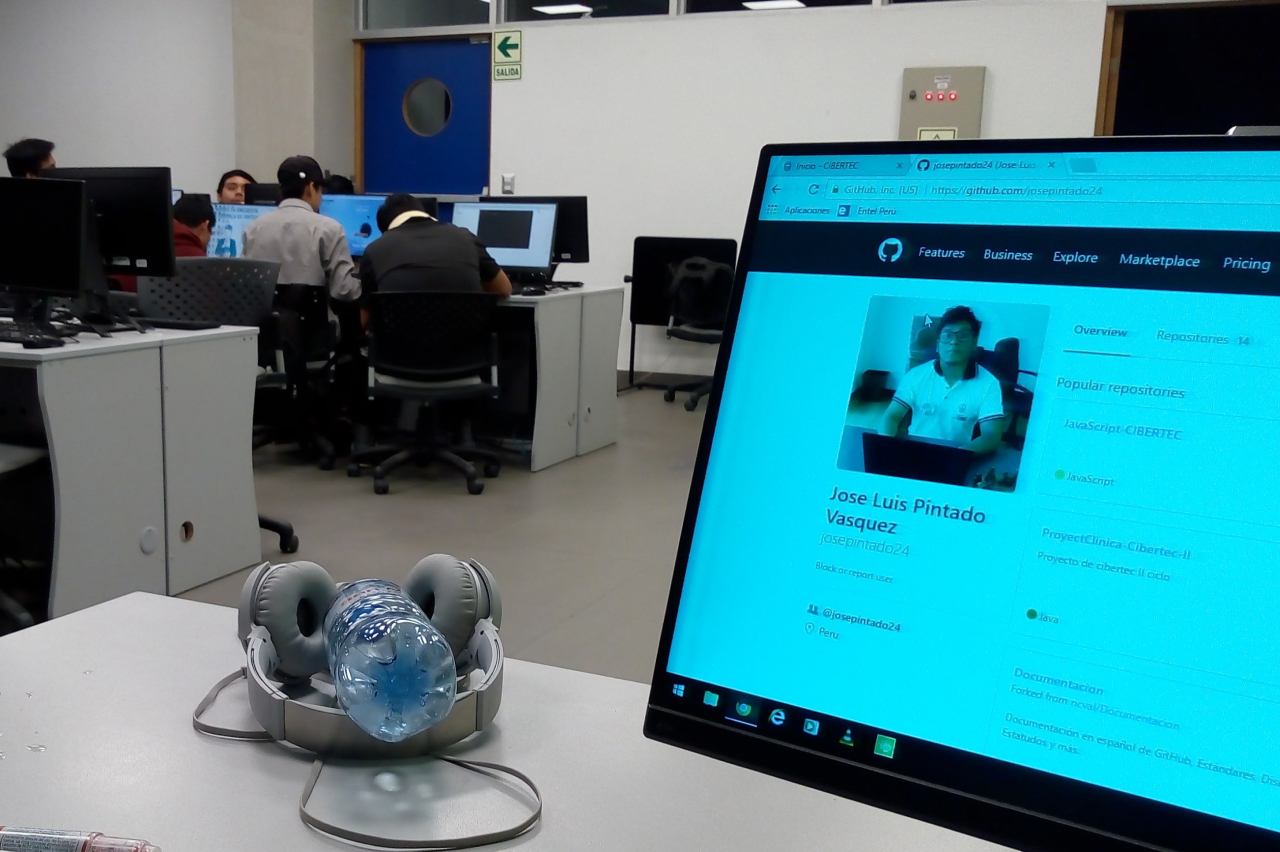 SALIDA
Inicio - CIBERTEC
josepintado24 (Jose Luis
GitHub, Inc. [US] | https://github.com/josepintado24
Aplicaciones
Entel Perú
Features
Business
Explore
Marketplace
Pricing
Overview
Repositories 14
Popular repositories
JavaScript-CIBERTEC
JavaScript
Jose Luis Pintado
Vasquez
josepintado24
Block or report user
@josepintado24
Peru
ProyectClinica-Cibertec-II
Proyecto de cibertec II ciclo
Java
Documentacion
Forked from ncval/Documentacion
Documentación en español de GitHub, Estandares,
Estatudos y más.